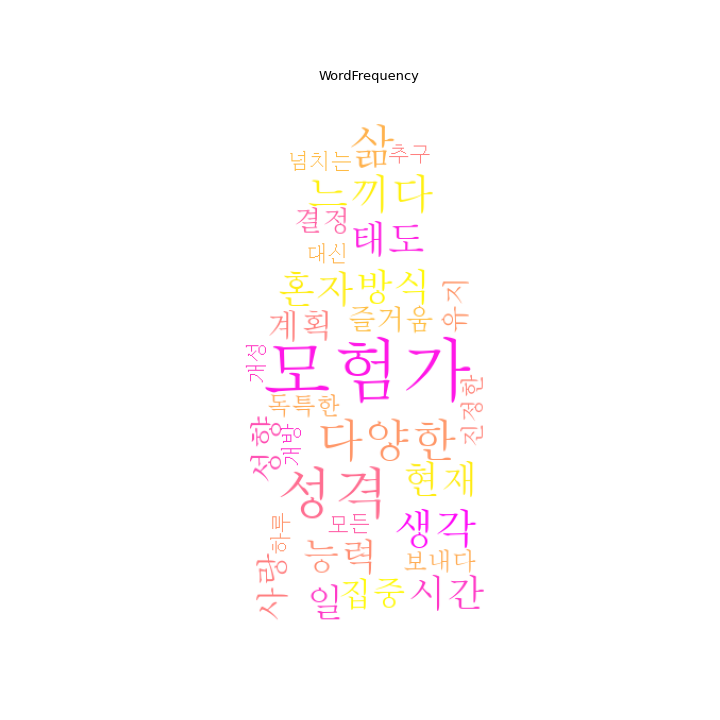 WordFrequency
삶
추구
넘치는
느끼다
결정
태도
대신
혼자
방식
유지
계획
즐거움
모험가
개성
독특한
진정한
다양한
성향
개방
성격
현재
모든
생각
하루
능력
보내다
사랑
일
집중
시간